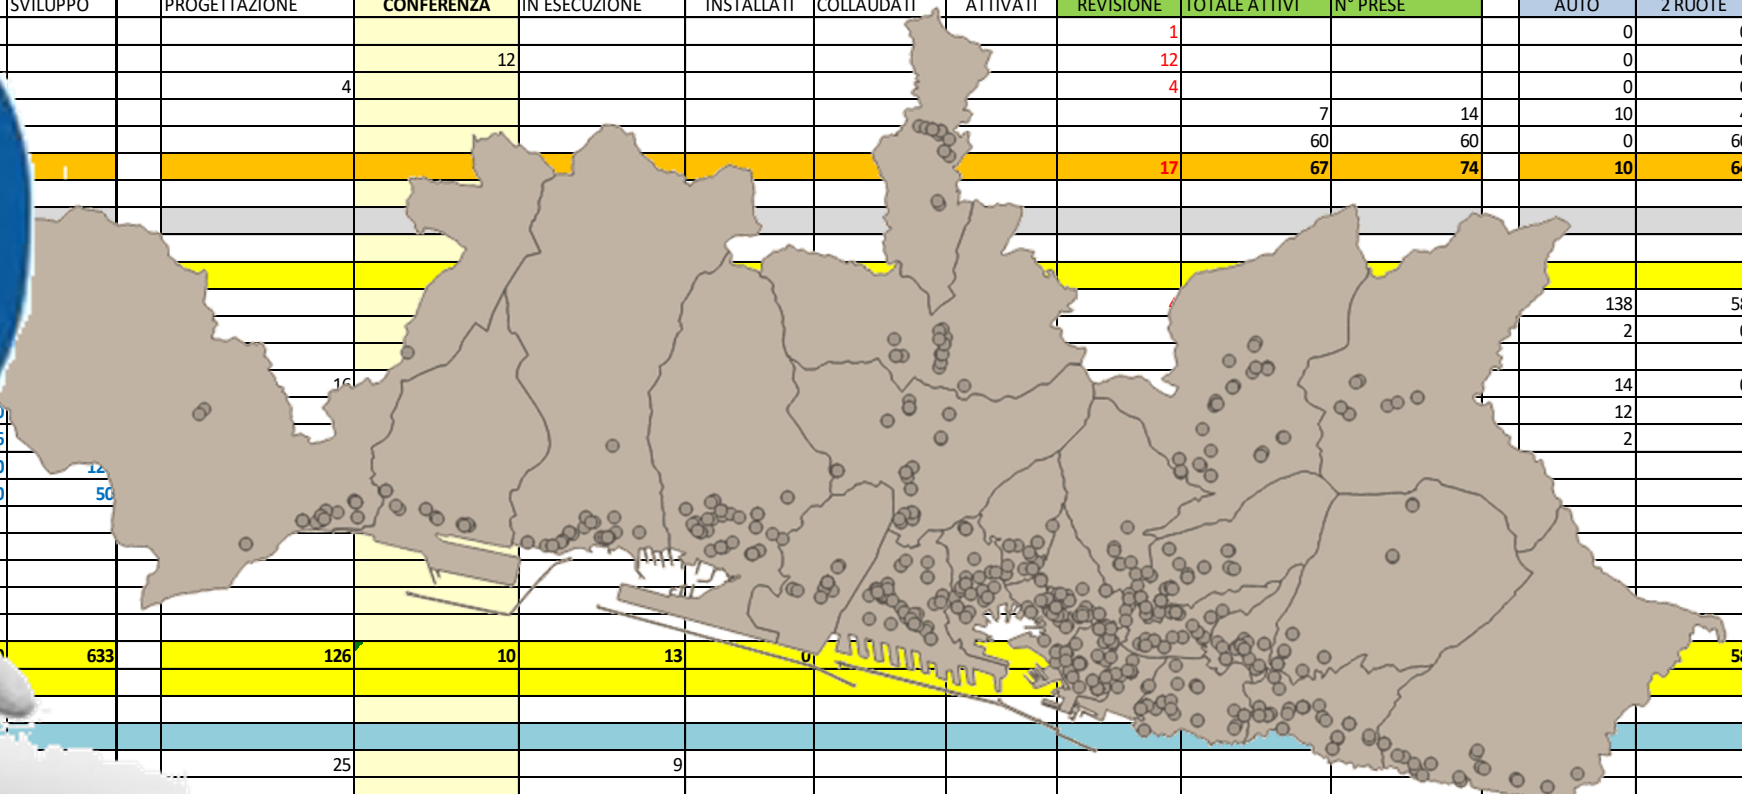 SVILUPPO PROGETTAZIONE CONFERENZA IN ESECUZIONE INSTALLATI COLLAUDATI ATTIVATI REVISIONE TOTALE ATTIVI N° PRESE AUTO 2 RUOTE
1 0
12 12 0
4 4 0
7 14 10
60 60 0
17 67 74 10
138
2
16 14
12
2
50
633 126 10 13 0
25 9